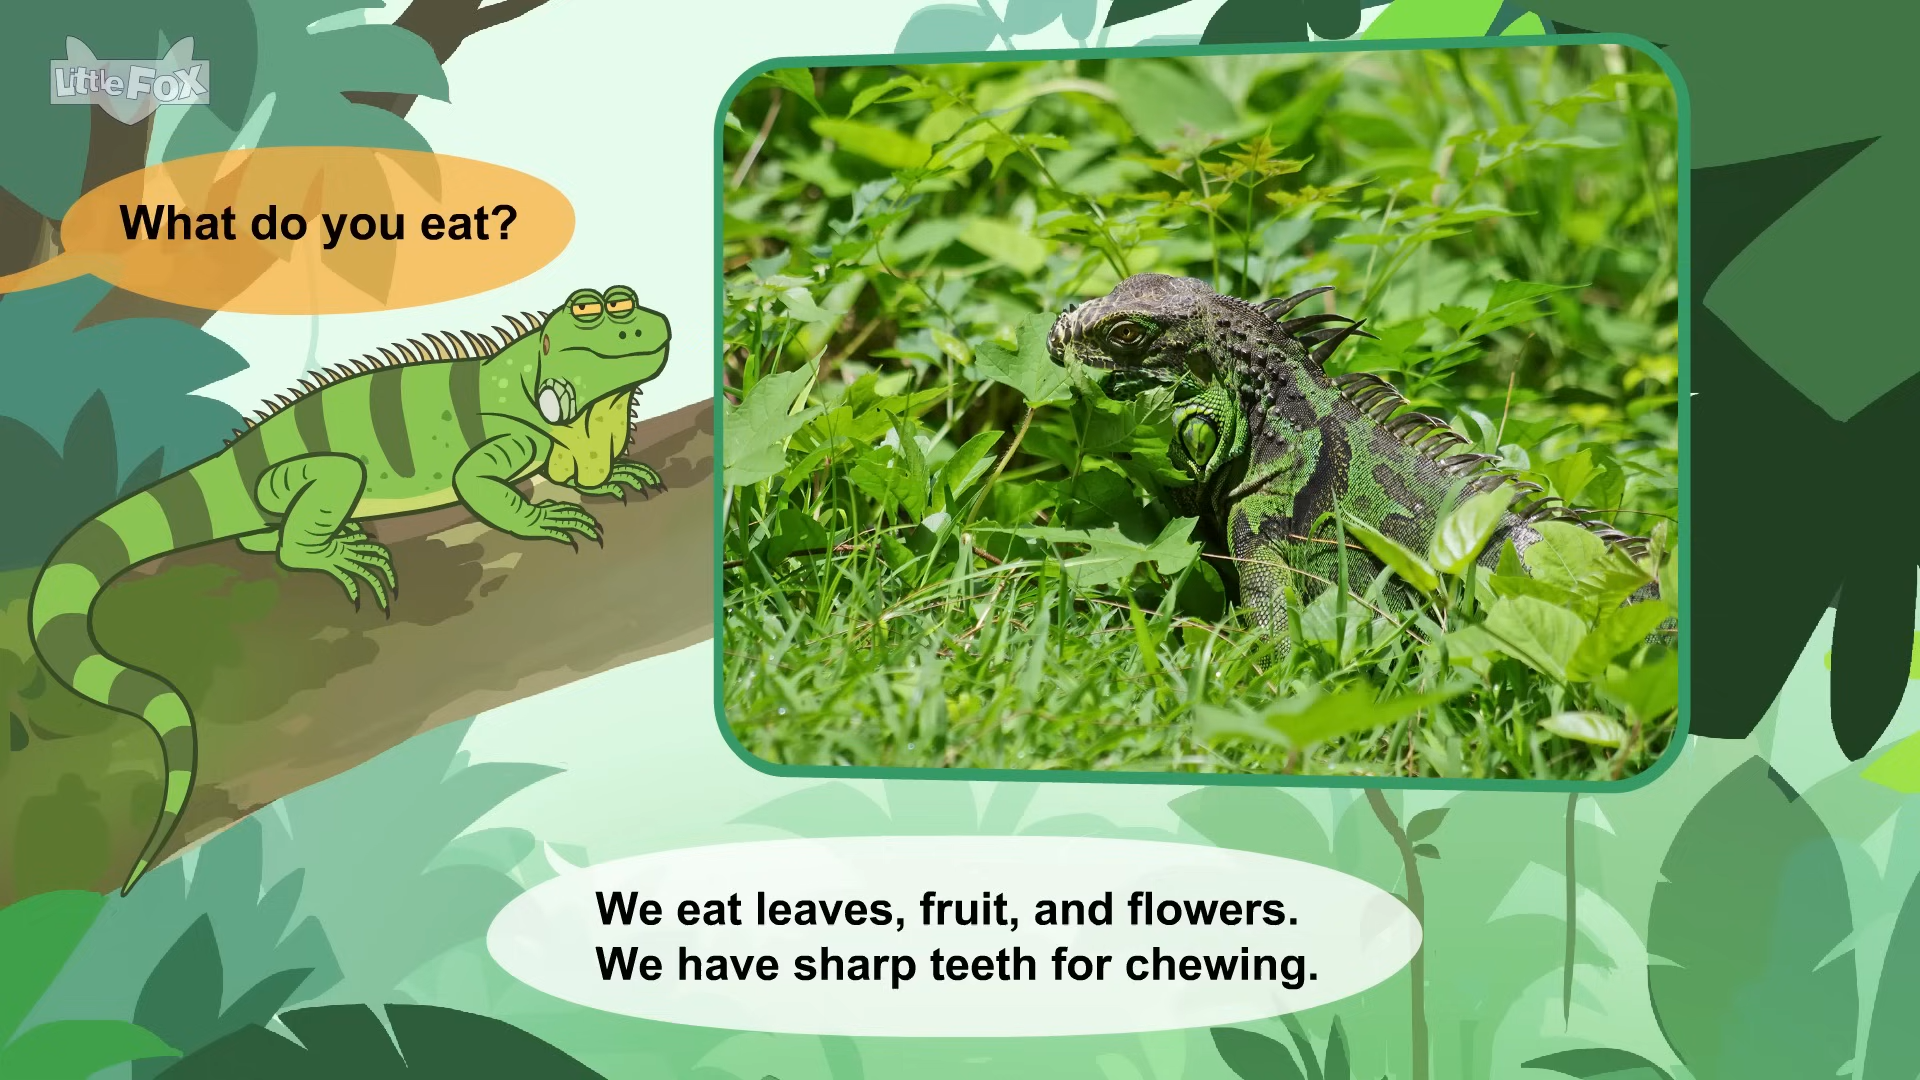 Little Fox
What do you eat?
We eat leaves, fruit, and flowers.
We have sharp teeth for chewing.